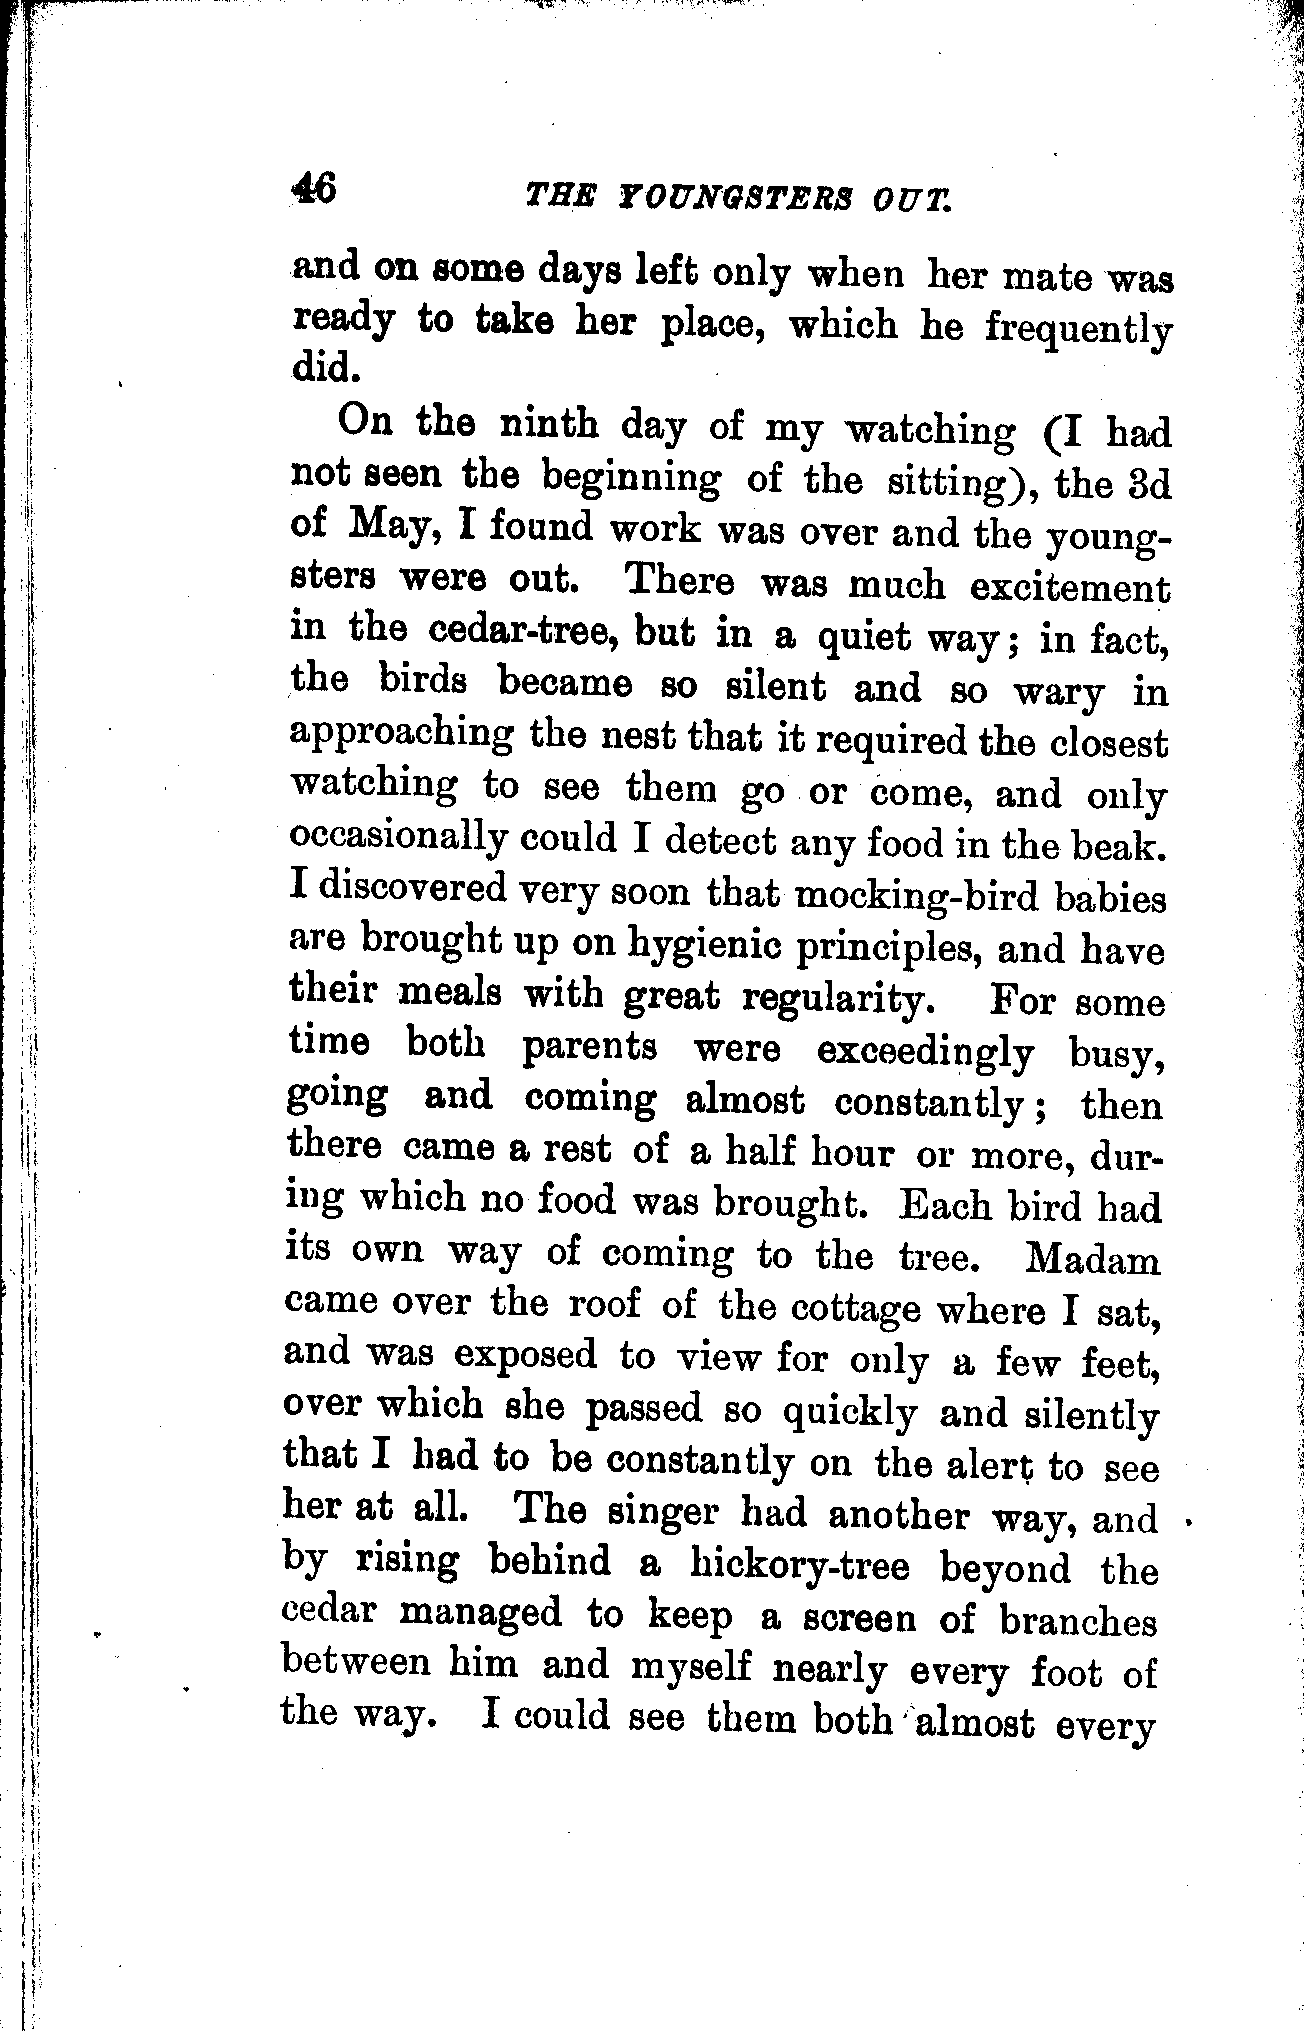 46 THE YOUNGSTERS OUT.
and on some days left only when her mate was
ready to take her place, which he frequently
did.
On the ninth day of my watching (I had
not seen the beginning of the sitting), the 3d
of May, I found work was over and the young-
sters were out. There was much excitement
in the cedar-tree, but in a quiet way; in fact,
the birds became so silent and so wary in
approaching the nest that it required the closest
watching to see them go or come, and only
occasionally could I detect any food in the beak.
I discovered very soon that mocking-bird babies
are brought up on hygienic principles, and have
their meals with great regularity. For some
time both parents were exceedingly busy,
going and coming almost constantly; then
there came a rest of a half hour or more, dur-
ing which no food was brought. Each bird had
its own way of coming to the tree. Madam
came over the roof of the cottage where I sat,
and was exposed to view for only a few feet,
over which she passed so quickly and silently
that I had to be constantly on the alert to see
her at all. The singer had another way, and
by rising behind a hickory-tree beyond the
cedar managed to keep a screen of branches
between him and myself nearly every foot of
the way. I could see them both almost every